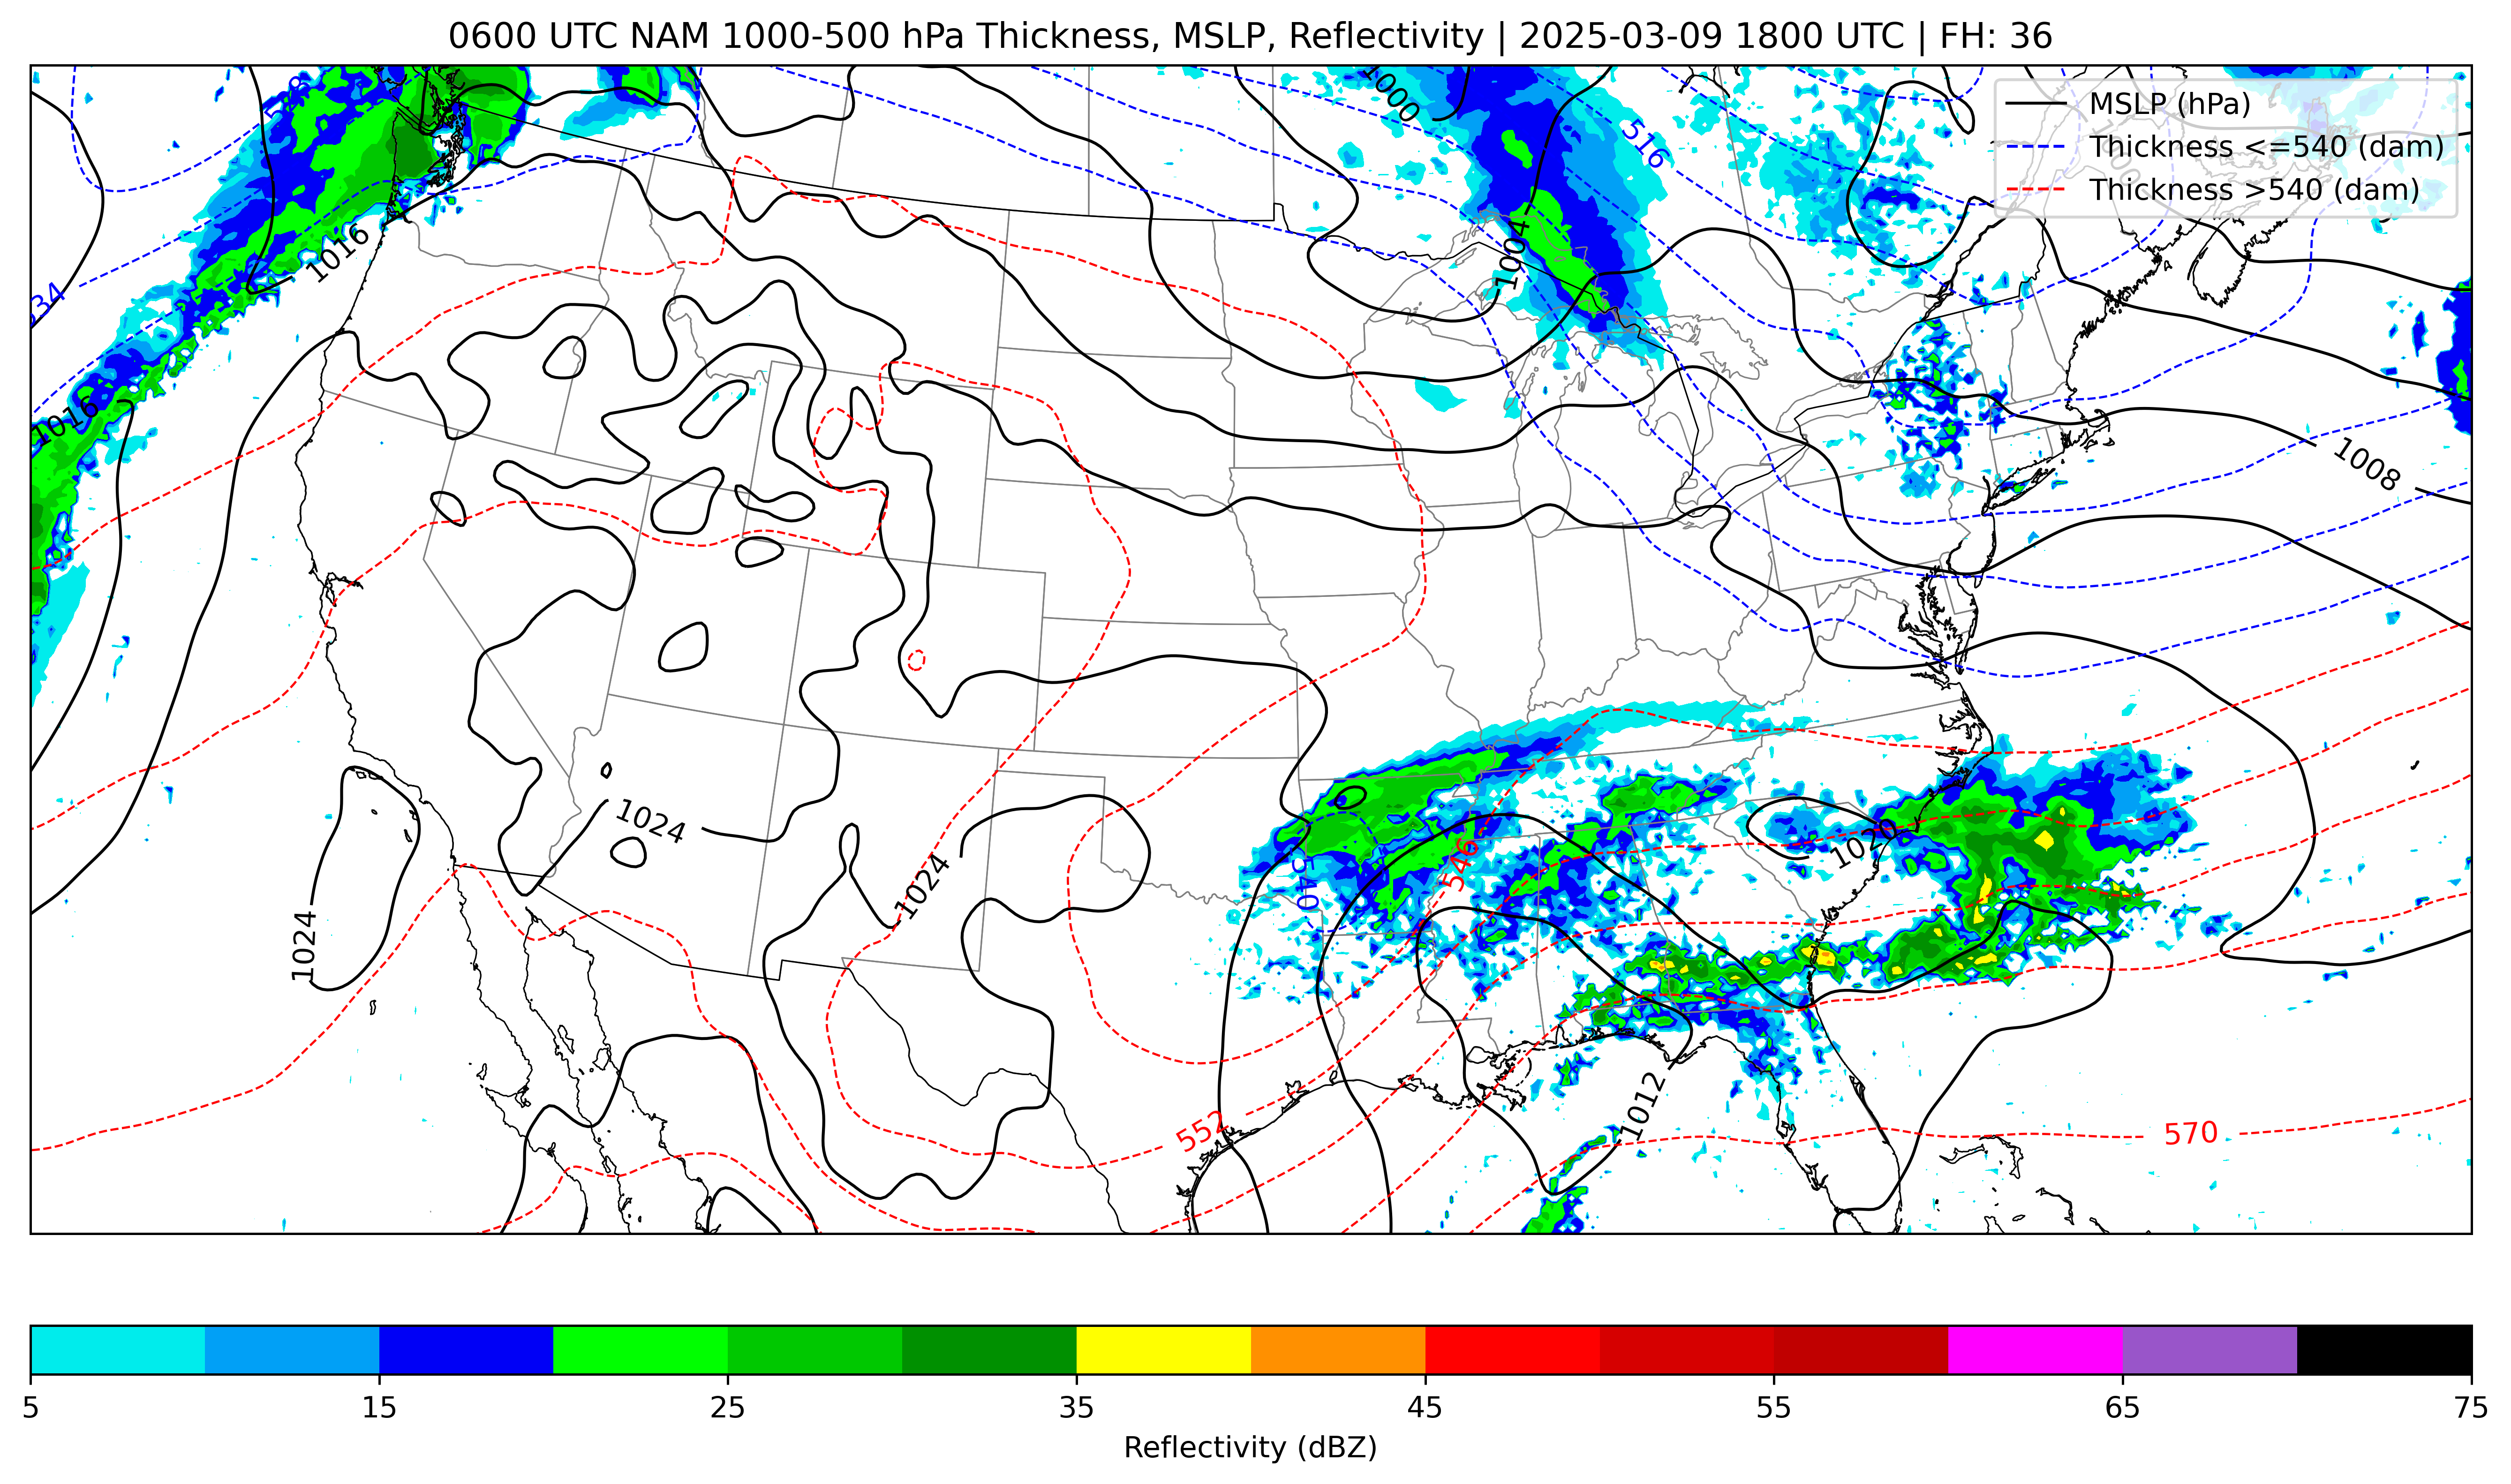 0600 UTC NAM 1000-500 hPa Thickness, MSLP, Reflectivity | 2025-03-09 1800 UTC | FH: 36
MSLP (hPa)
Thickness <=540 (dam)
Thickness >540 (dam)
1000
516
1004
1016
1016
1008
1024
1024
1024
1020
546
540
1012
552
570
5 15 25 35 45 55 65 75
Reflectivity (dBZ)